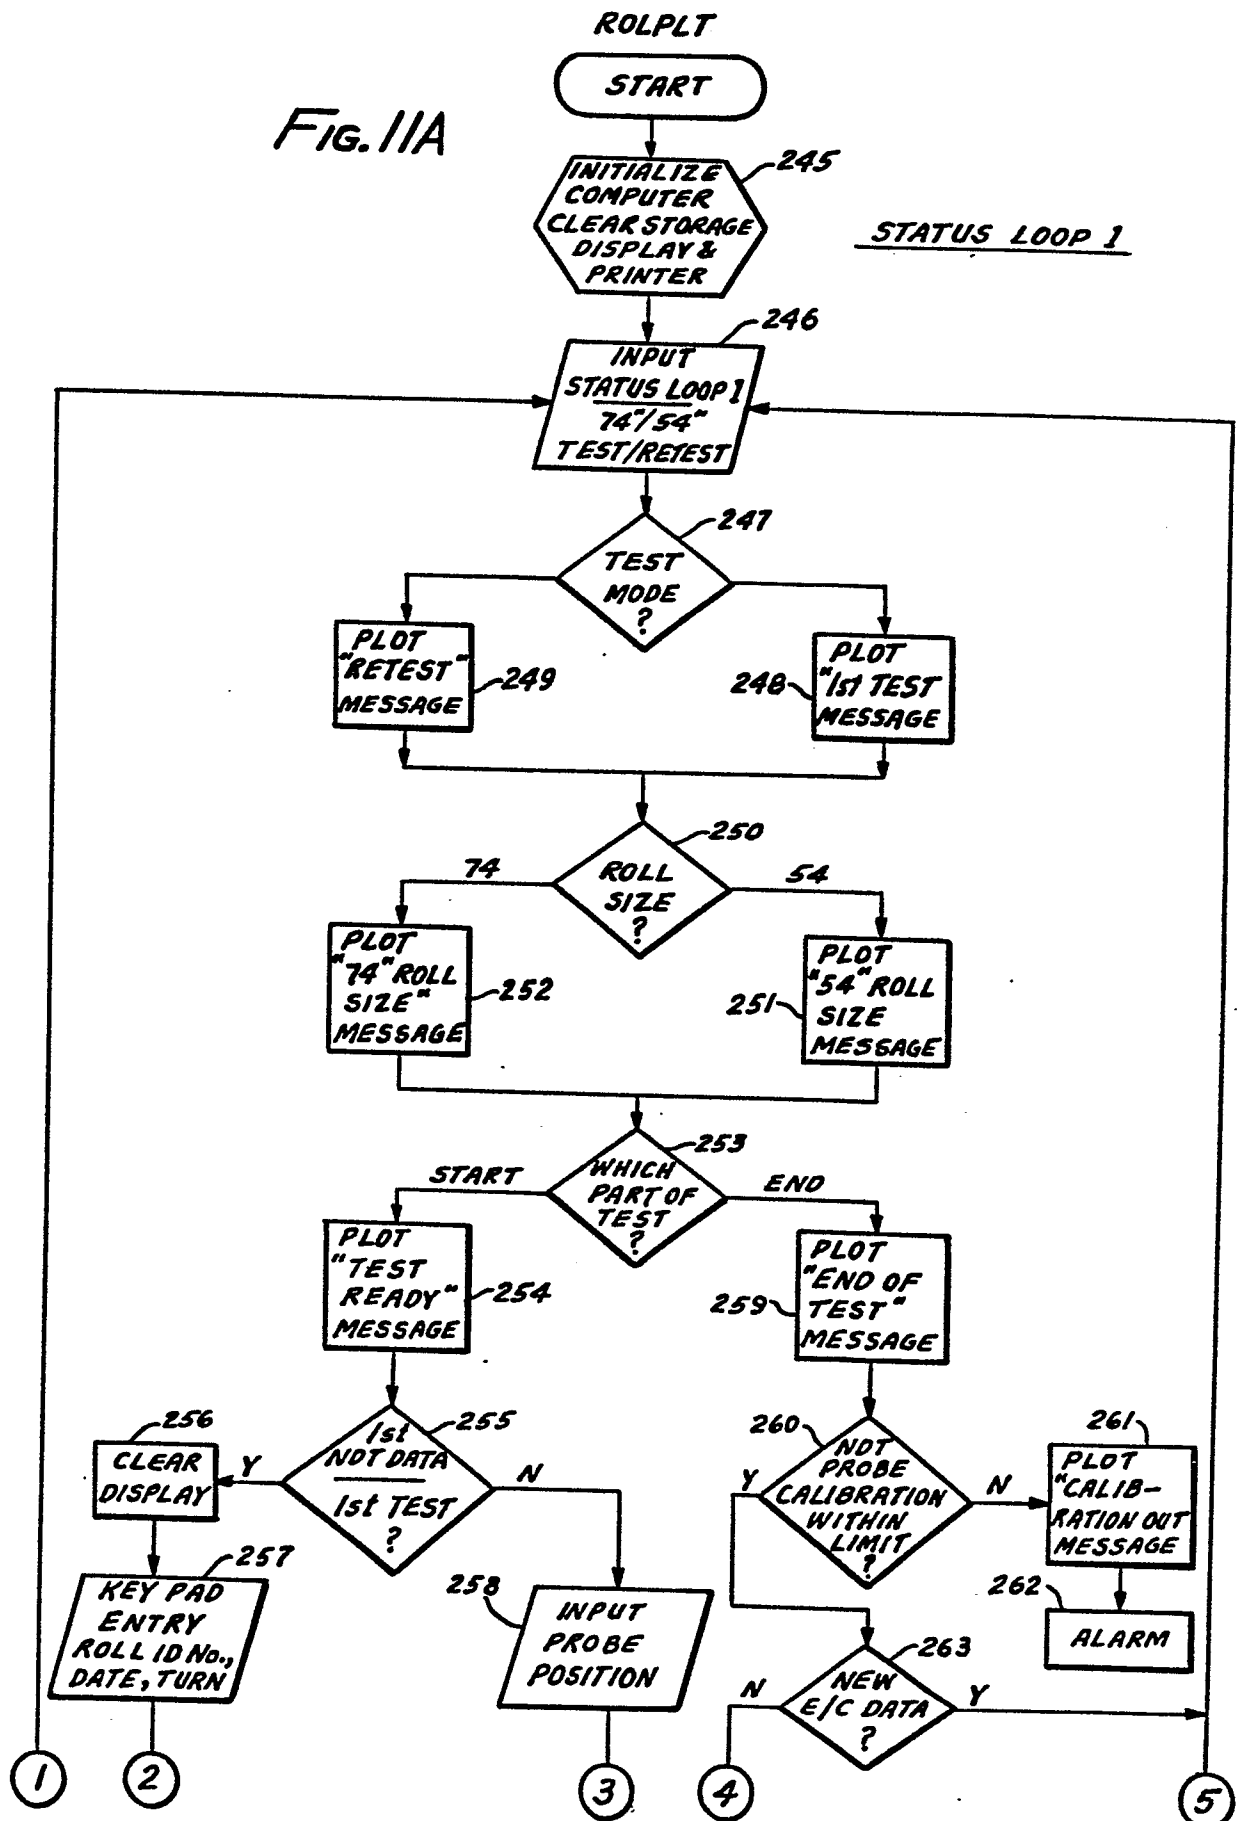 ROLPLT
START
FIG. 11A
245
INITIALIZE
COMPUTER
CLEAR STORAGE
DISPLAY &
PRINTER
STATUS LOOP 1
246
INPUT
STATUS LOOP 1
74"/54"
TEST/RETEST
247
TEST
MODE
?
PLOT
"RETEST"
MESSAGE
249
PLOT
"1st TEST
MESSAGE
248
250
ROLL
SIZE
?
74
54
PLOT
"74" ROLL
SIZE"
MESSAGE
252
PLOT
"54" ROLL
SIZE
MESSAGE
251
253
WHICH
PART OF
TEST
?
START
END
PLOT
"TEST
READY"
MESSAGE
254
PLOT
"END OF
TEST"
MESSAGE
259
255
1st
NDT DATA
1st TEST
?
Y
N
256
CLEAR
DISPLAY
257
KEY PAD
ENTRY
ROLL ID No.,
DATE, TURN
258
INPUT
PROBE
POSITION
260
NDT
PROBE
CALIBRATION
WITHIN
LIMIT
?
Y
N
261
PLOT
"CALIB-
RATION OUT
MESSAGE
262
ALARM
263
NEW
E/C DATA
?
N
Y
1
2
3
4
5